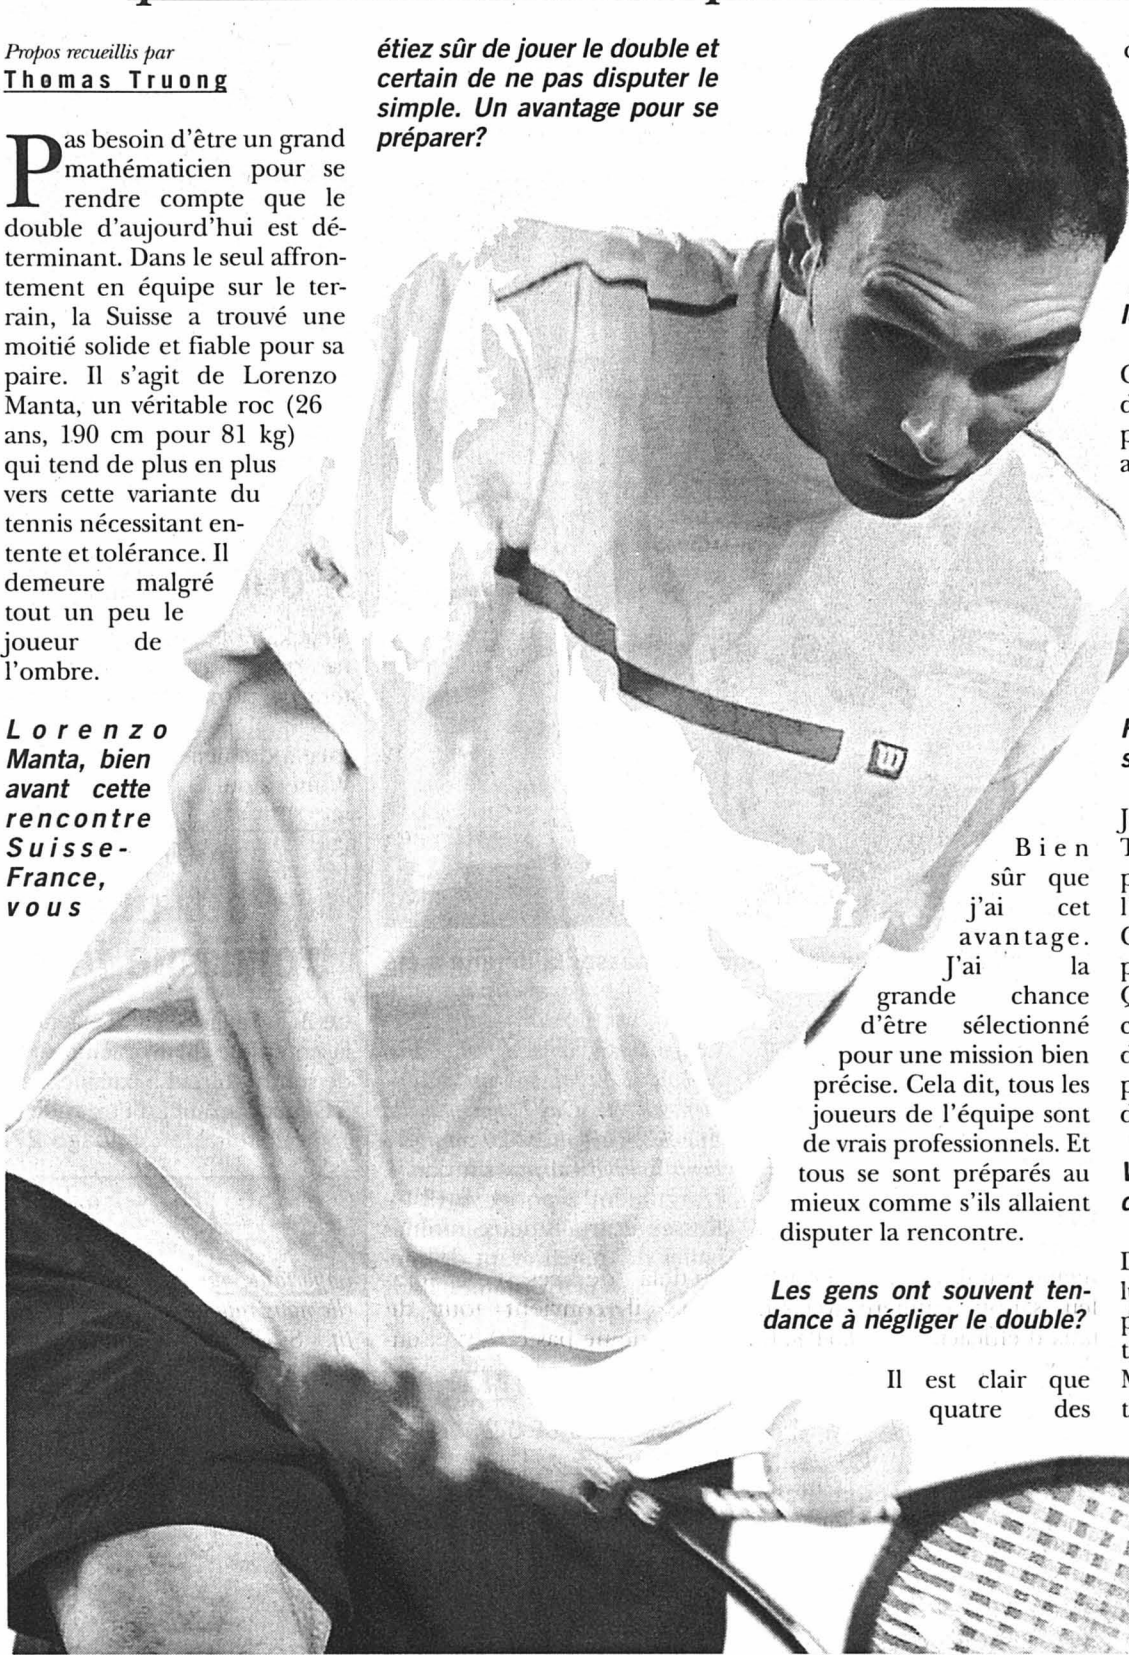 Propos recueillis par
Thomas Truong
Pas besoin d'être un grand
mathématicien pour se
rendre compte que le
double d'aujourd'hui est dé-
terminant. Dans le seul affron-
tement en équipe sur le ter-
rain, la Suisse a trouvé une
moitié solide et fiable pour sa
paire. Il s'agit de Lorenzo
Manta, un véritable roc (26
ans, 190 cm pour 81 kg)
qui tend de plus en plus
vers cette variante du
tennis nécessitant en-
tente et tolérance. Il
demeure malgré
tout un peu le
joueur de
l'ombre.
Lorenzo
Manta, bien
avant cette
rencontre
Suisse-
France,
vous
étiez sûr de jouer le double et
certain de ne pas disputer le
simple. Un avantage pour se
préparer?
Bien
sûr que
j'ai cet
avantage.
J'ai la
grande chance
d'être sélectionné
pour une mission bien
précise. Cela dit, tous les
joueurs de l'équipe sont
de vrais professionnels. Et
tous se sont préparés au
mieux comme s'ils allaient
disputer la rencontre.
Les gens ont souvent ten-
dance à négliger le double?
Il est clair que
quatre des